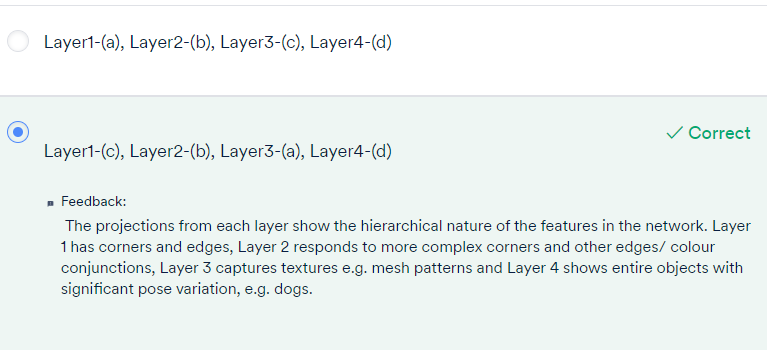 Layer1-(a), Layer2-(b), Layer3-(c), Layer4-(d)
Correct
Layer1-(c), Layer2-(b), Layer3-(a), Layer4-(d)
Feedback:
The projections from each layer show the hierarchical nature of the features in the network. Layer
1 has corners and edges, Layer 2 responds to more complex corners and other edges/ colour
conjunctions, Layer 3 captures textures e.g. mesh patterns and Layer 4 shows entire objects with
significant pose variation, e.g. dogs.